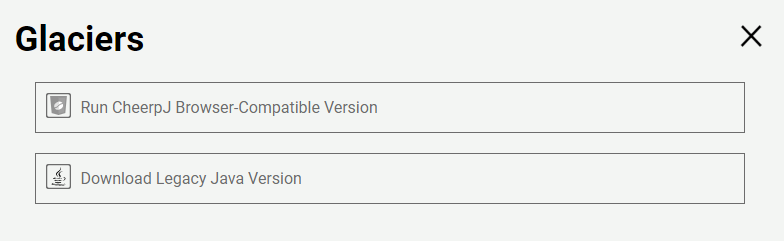 Glaciers
Run CheerpJ Browser-Compatible Version
Download Legacy Java Version